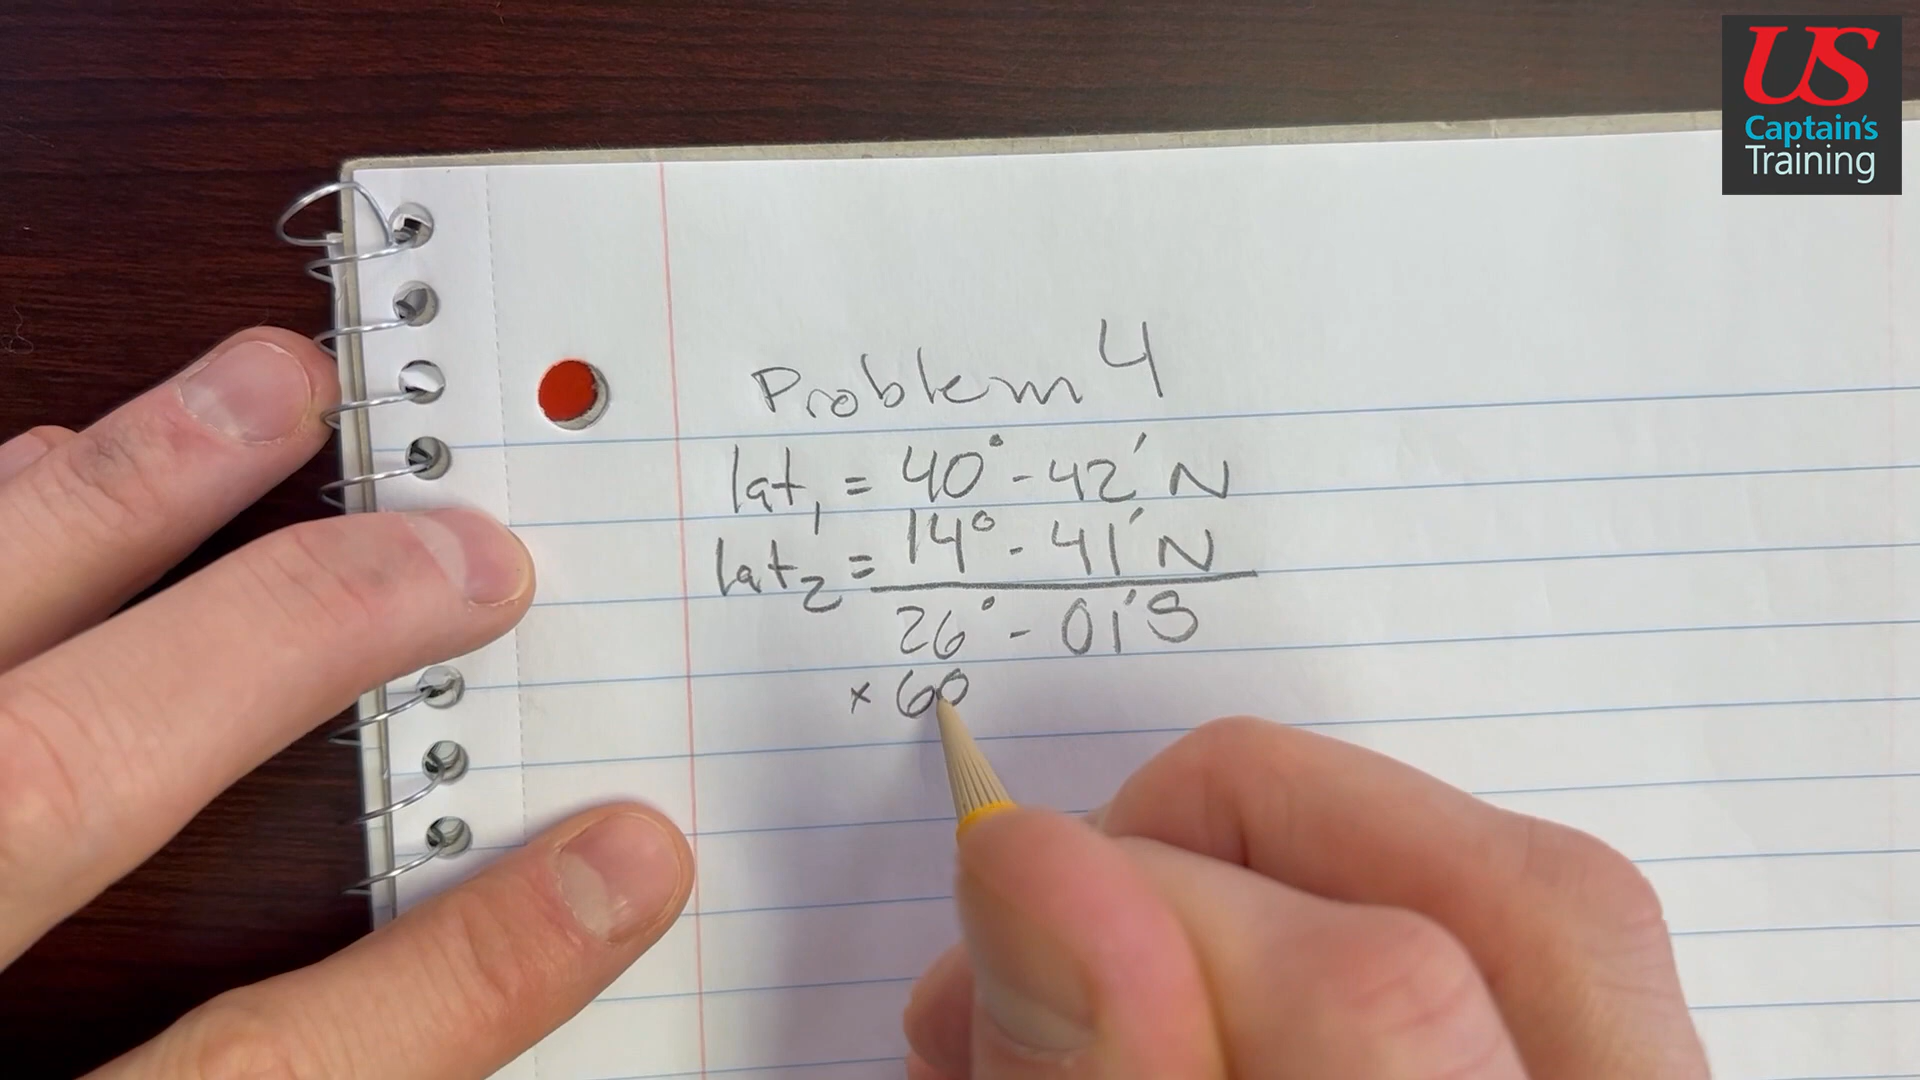 US
Captain's
Training
Problem 4
lat₁ = 40° - 42' N
lat₂ = 14° - 41' N
26° - 01' S
× 60